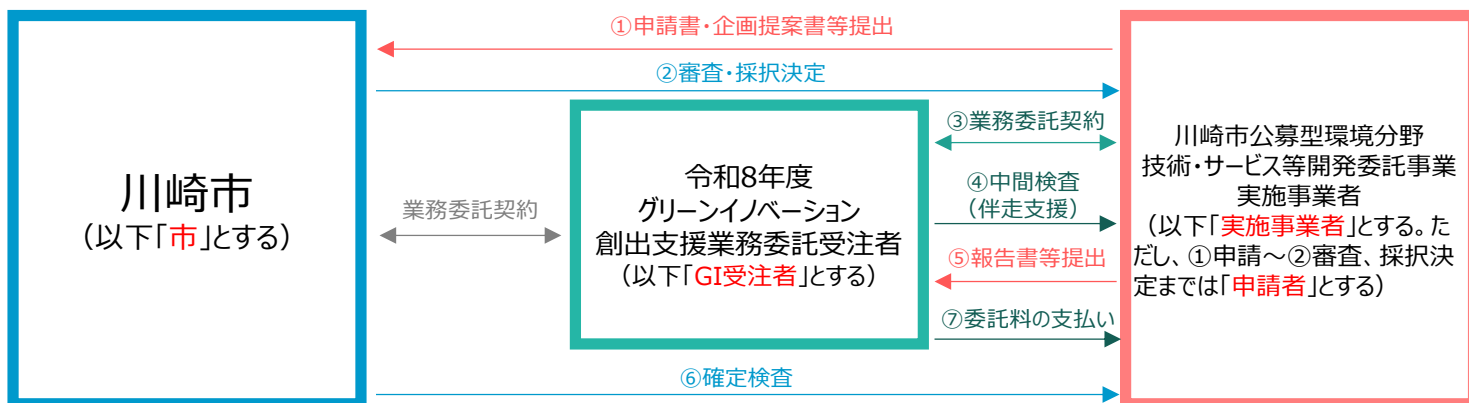 ①申請書・企画提案書等提出
②審査・採択決定
川崎市
（以下「市」とする）
業務委託契約
令和8年度
グリーンイノベーション
創出支援業務委託受注者
（以下「GI受注者」とする）
③業務委託契約
④中間検査
（伴走支援）
⑤報告書等提出
⑦委託料の支払い
川崎市公募型環境分野
技術・サービス等開発委託事業
実施事業者
（以下「実施事業者」とする。た
だし、①申請～②審査、採択決
定までは「申請者」とする）
⑥確定検査